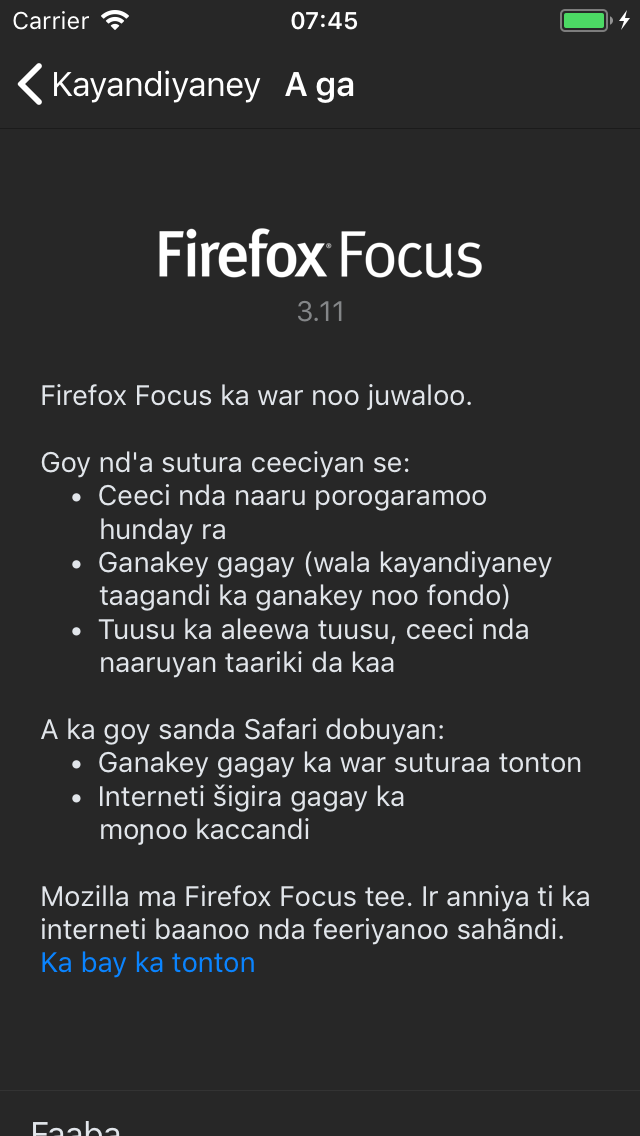 Carrier 07:45
Kayandiyaney A ga
Firefox Focus
3.11
Firefox Focus ka war noo juwaloo.
Goy nd'a sutura ceeciyan se:
• Ceeci nda naaru porogaramoo
hunday ra
• Ganakey gagay (wala kayandiyaney
taagandi ka ganakey noo fondo)
• Tuusu ka aleewa tuusu, ceeci nda
naaruyan taariki da kaa
A ka goy sanda Safari dobuyan:
• Ganakey gagay ka war suturaa tonton
• Interneti šigira gagay ka
moɲoo kaccandi
Mozilla ma Firefox Focus tee. Ir anniya ti ka
interneti baanoo nda feeriyanoo sahãndi.
Ka bay ka tonton
Faaba